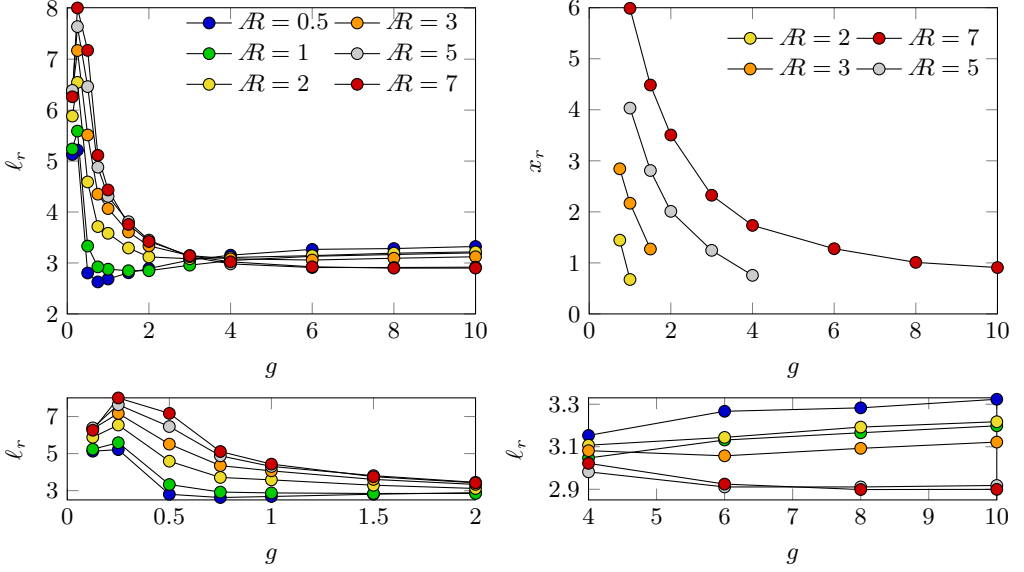 8
7
6
5
4
3
2
0 2 4 6 8 10
ℓr
g
Æ = 0.5
Æ = 1
Æ = 2
Æ = 3
Æ = 5
Æ = 7
6
5
4
3
2
1
0
0 2 4 6 8 10
xr
g
Æ = 2
Æ = 3
Æ = 7
Æ = 5
7
5
3
0 0.5 1 1.5 2
ℓr
g
3.3
3.1
2.9
4 5 6 7 8 9 10
ℓr
g